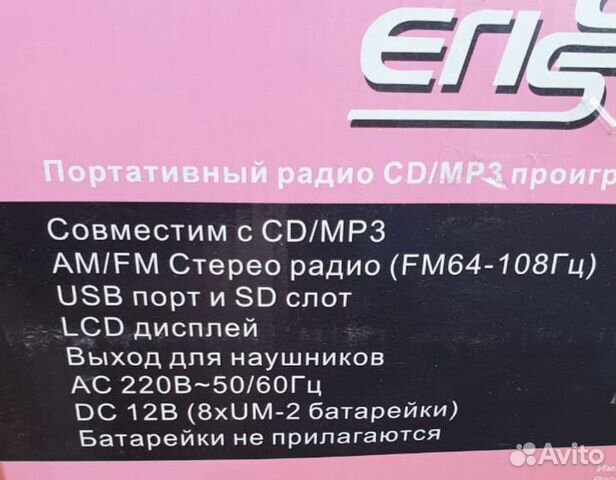 Портативный радио CD/MP3
Совместим с CD/MP3
AM/FM Стерео радио (FM64-108Гц)
USB порт и SD слот
LCD дисплей
Выход для наушников
AC 220В~50/60Гц
DC 12В (8xUM-2 батарейки)
Батарейки не прилагаются
Avito